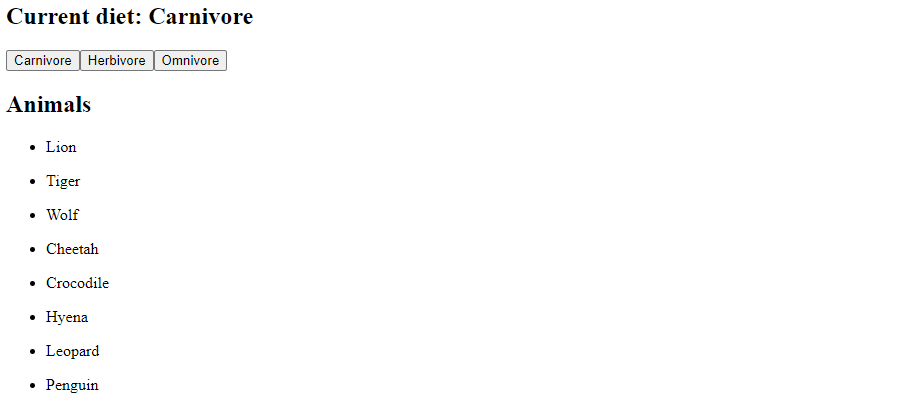 Current diet: Carnivore
Carnivore Herbivore Omnivore
Animals
Lion
Tiger
Wolf
Cheetah
Crocodile
Hyena
Leopard
Penguin